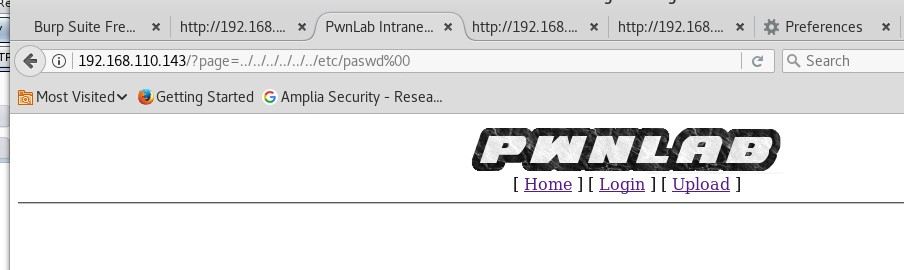 Burp Suite Fre... × http://192.168.... × PwnLab Intrane... × http://192.168.... × http://192.168.... × Preferences ×
192.168.110.143/?page=../../../../../../etc/paswd%00 Search
Most Visited Getting Started Amplia Security - Resea...
PWNLAB
[ Home ] [ Login ] [ Upload ]